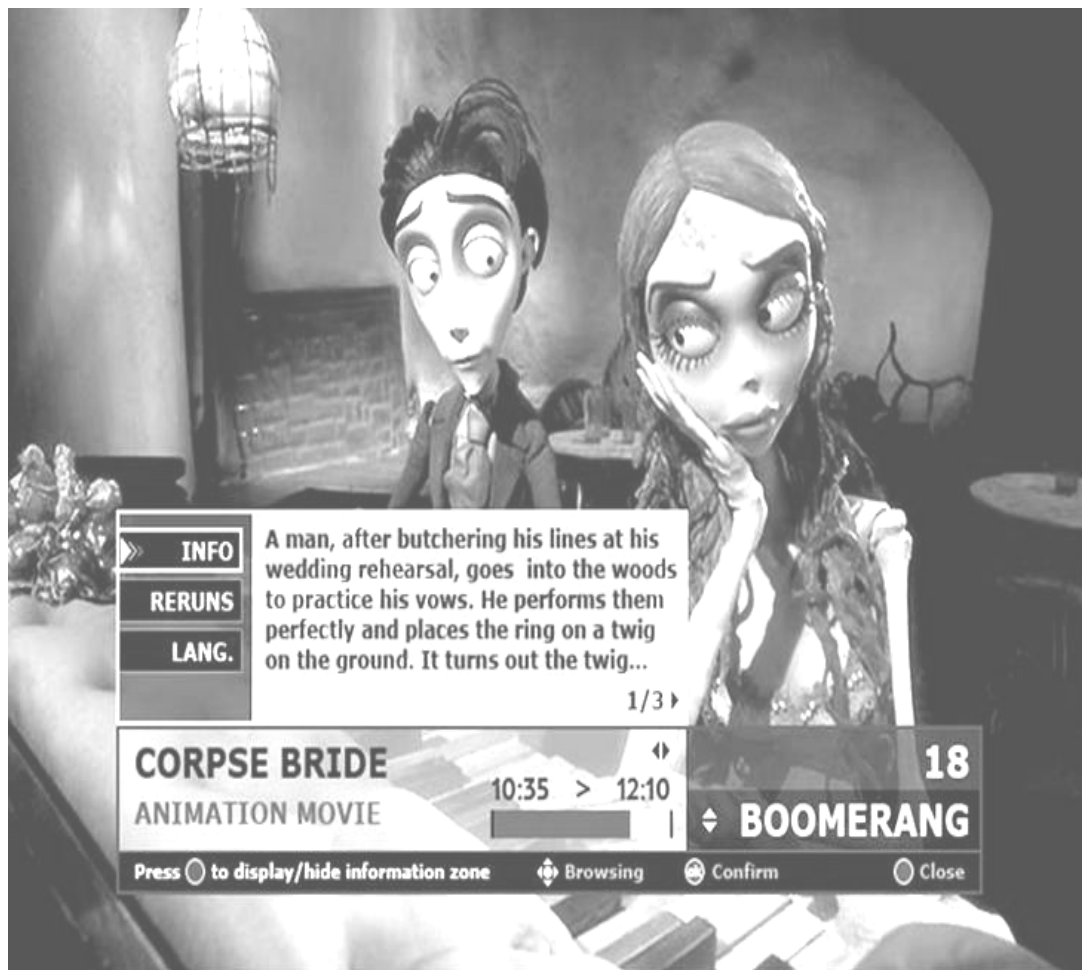 INFO
RERUNS
LANG.
A man, after butchering his lines at his
wedding rehearsal, goes into the woods
to practice his vows. He performs them
perfectly and places the ring on a twig
on the ground. It turns out the twig...
1/3
CORPSE BRIDE
ANIMATION MOVIE
10:35 > 12:10
18
BOOMERANG
Press to display/hide information zone
Browsing
ok Confirm
Close